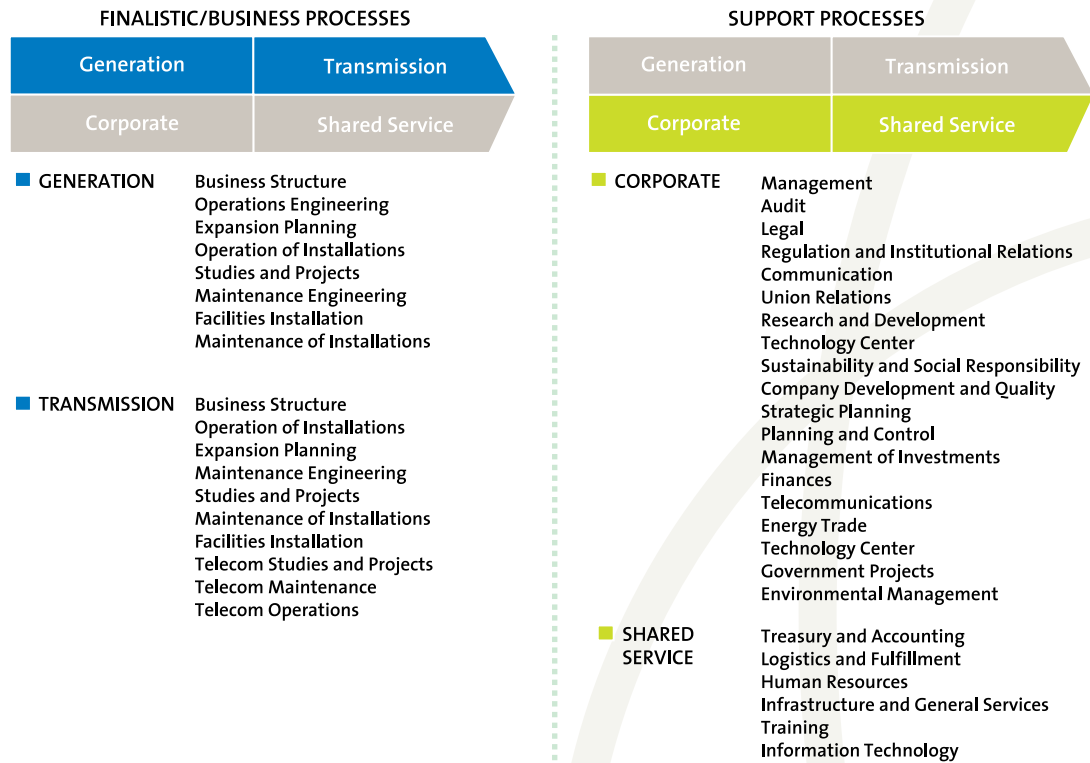 FINALISTIC/BUSINESS PROCESSES
Generation
Transmission
Corporate
Shared Service
GENERATION
Business Structure
Operations Engineering
Expansion Planning
Operation of Installations
Studies and Projects
Maintenance Engineering
Facilities Installation
Maintenance of Installations
TRANSMISSION
Business Structure
Operation of Installations
Expansion Planning
Maintenance Engineering
Studies and Projects
Maintenance of Installations
Facilities Installation
Telecom Studies and Projects
Telecom Maintenance
Telecom Operations
SUPPORT PROCESSES
Generation
Transmission
Corporate
Shared Service
CORPORATE
Management
Audit
Legal
Regulation and Institutional Relations
Communication
Union Relations
Research and Development
Technology Center
Sustainability and Social Responsibility
Company Development and Quality
Strategic Planning
Planning and Control
Management of Investments
Finances
Telecommunications
Energy Trade
Technology Center
Government Projects
Environmental Management
SHARED
SERVICE
Treasury and Accounting
Logistics and Fulfillment
Human Resources
Infrastructure and General Services
Training
Information Technology